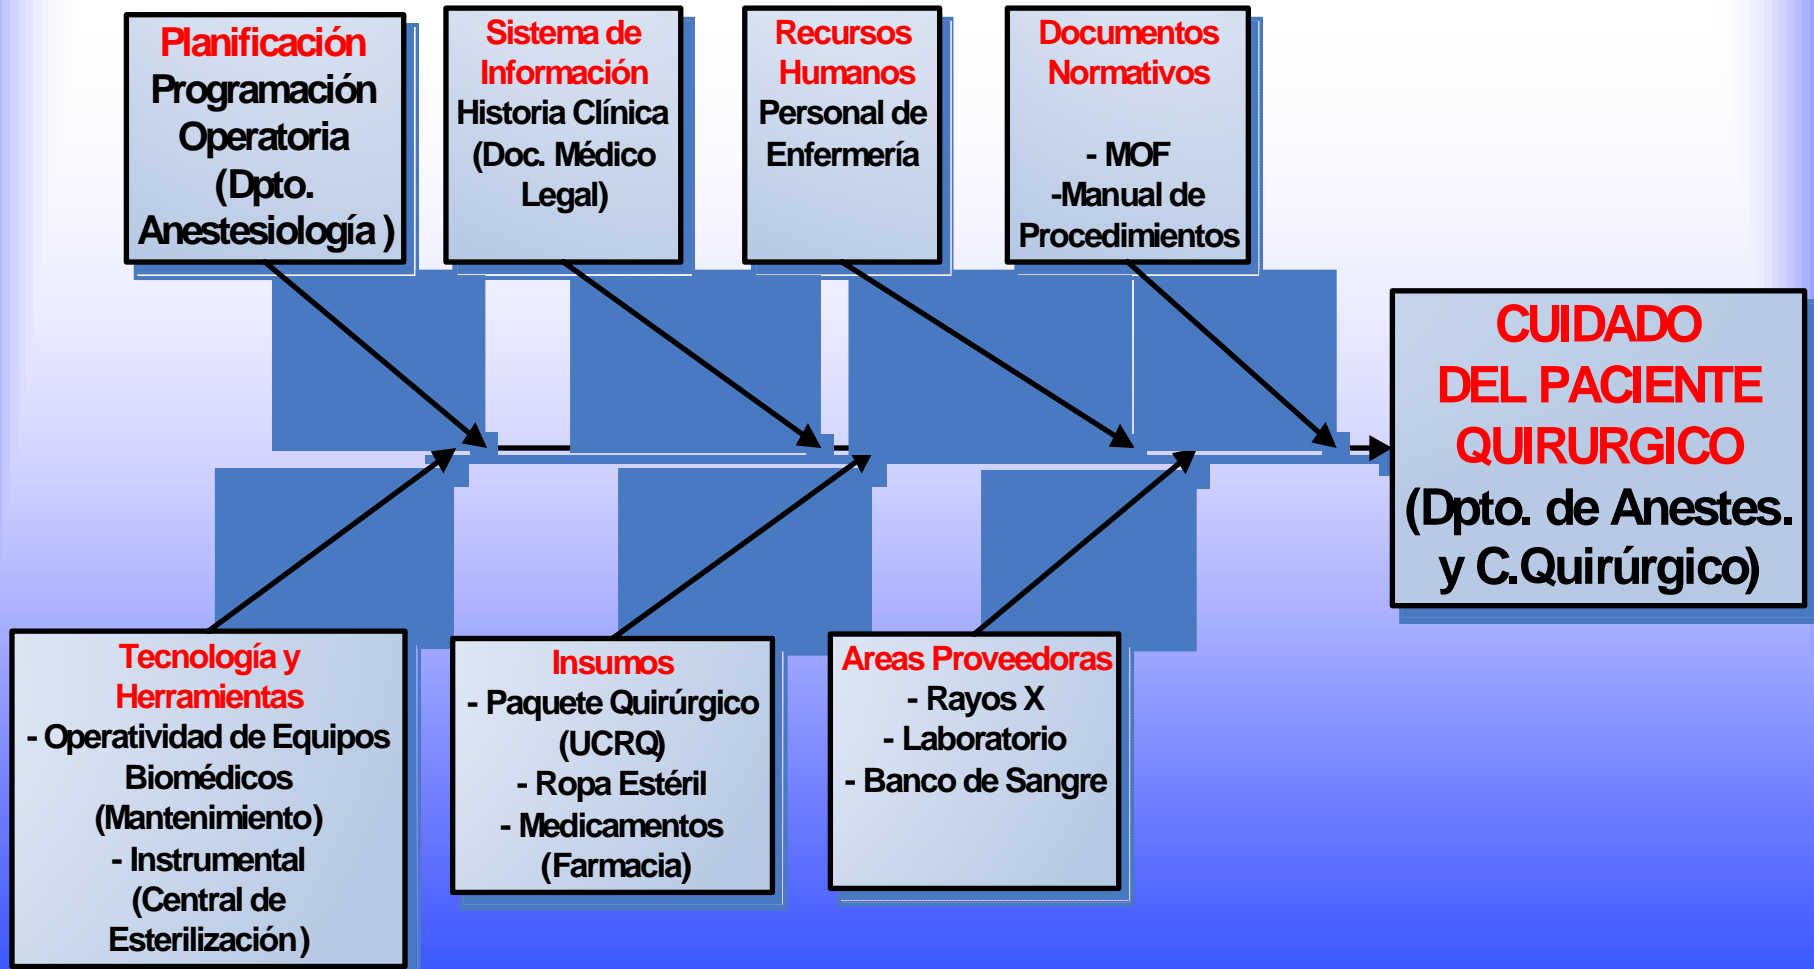 Planificación
Programación
Operatoria
(Dpto.
Anestesiología )
Sistema de
Información
Historia Clínica
(Doc. Médico
Legal)
Recursos
Humanos
Personal de
Enfermería
Documentos
Normativos
- MOF
-Manual de
Procedimientos
CUIDADO
DEL PACIENTE
QUIRURGICO
(Dpto. de Anestes.
y C.Quirúrgico)
Tecnología y
Herramientas
- Operatividad de Equipos
Biomédicos
(Mantenimiento)
- Instrumental
(Central de
Esterilización )
Insumos
- Paquete Quirúrgico
(UCRQ)
- Ropa Estéril
- Medicamentos
(Farmacia)
Areas Proveedoras
- Rayos X
- Laboratorio
- Banco de Sangre